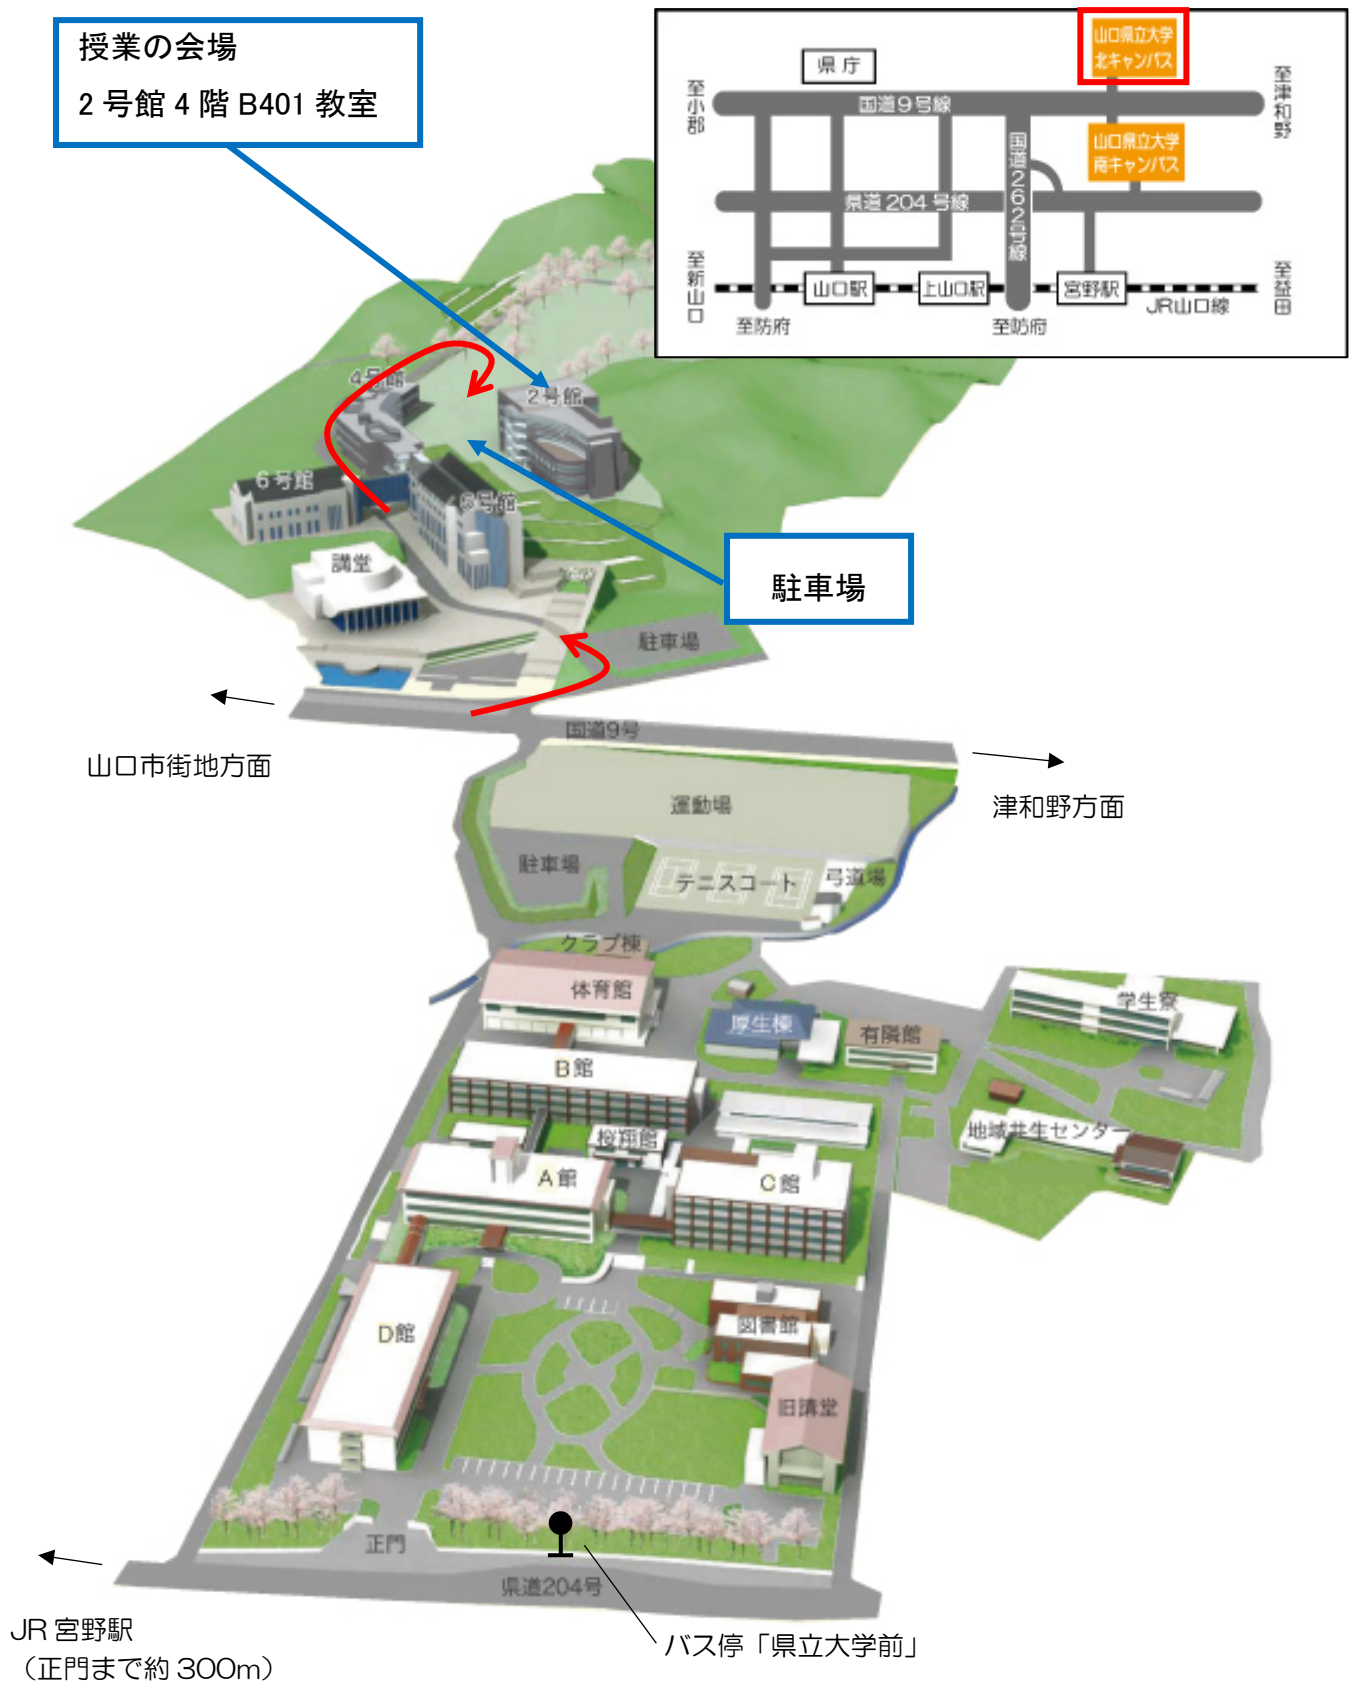 授業の会場
2号館4階B401教室
山口県立大学
北キャンパス
県庁
至小郡
国道9号線
至津和野
山口県立大学
南キャンパス
国道262号線
県道204号線
至新山口
山口駅
上山口駅
宮野駅
JR山口線
至益田
至防府
至防府
4号館
2号館
6号館
5号館
講堂
駐車場
駐車場
国道9号
山口市街地方面
津和野方面
運動場
駐車場
テニスコート
弓道場
クラブ棟
体育館
学生寮
厚生棟
有隣館
B館
桜翔館
地域共生センター
A館
C館
D館
図書館
旧講堂
正門
県道204号
JR宮野駅
（正門まで約300m）
バス停「県立大学前」